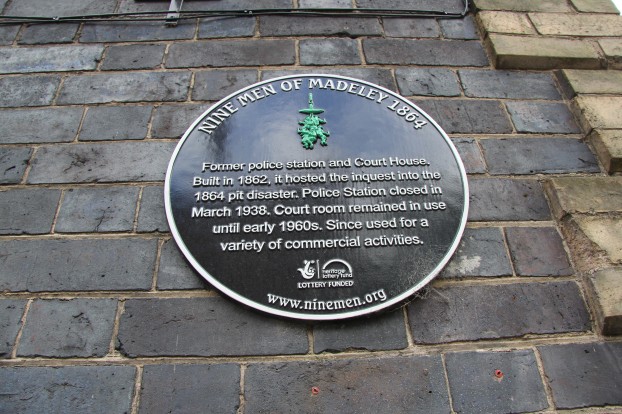 NINE MEN OF MADELEY 1864
Former police station and Court House.
Built in 1862, it hosted the inquest into the
1864 pit disaster. Police Station closed in
March 1938. Court room remained in use
until early 1960s. Since used for a
variety of commercial activities.
heritage
lottery fund
LOTTERY FUNDED
www.ninemen.org